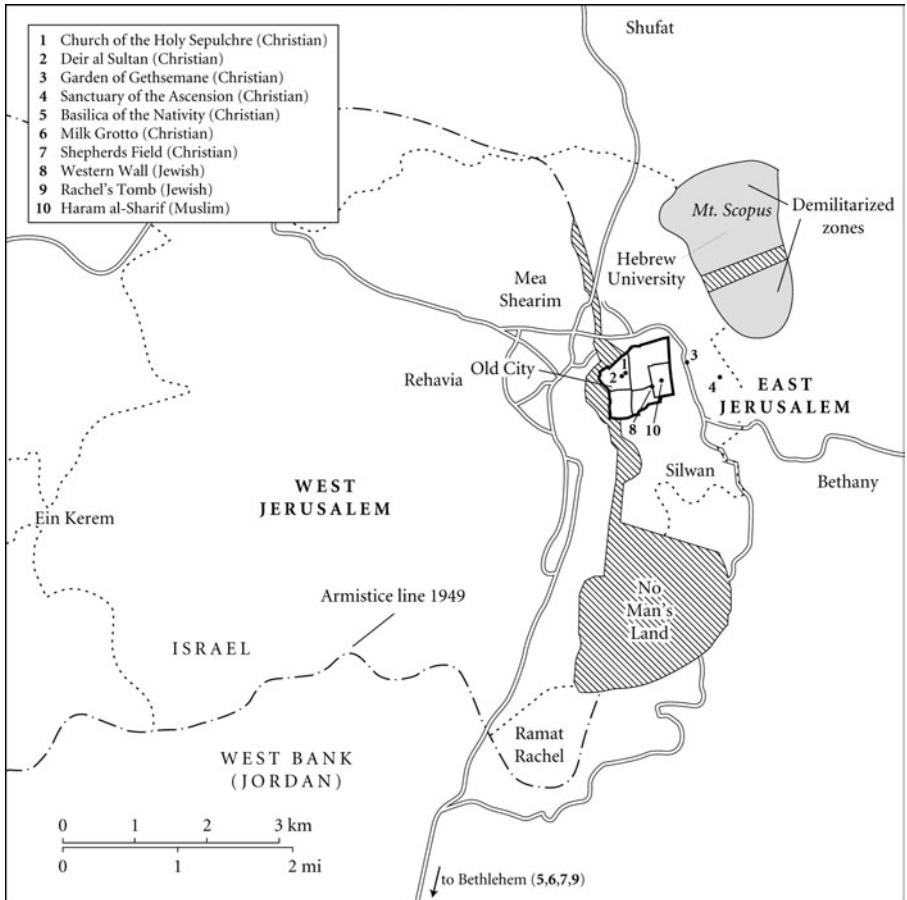 1 Church of the Holy Sepulchre (Christian)
2 Deir al Sultan (Christian)
3 Garden of Gethsemane (Christian)
4 Sanctuary of the Ascension (Christian)
5 Basilica of the Nativity (Christian)
6 Milk Grotto (Christian)
7 Shepherds Field (Christian)
8 Western Wall (Jewish)
9 Rachel's Tomb (Jewish)
10 Haram al-Sharif (Muslim)
Shufat
Mt. Scopus
Demilitarized
zones
Hebrew
University
Mea
Shearim
Old City
Rehavia
1
2
3
4
8
10
EAST
JERUSALEM
WEST
JERUSALEM
Silwan
Bethany
Ein Kerem
No
Man's
Land
Armistice line 1949
ISRAEL
Ramat
Rachel
WEST BANK
(JORDAN)
0 1 2 3 km
0 1 2 mi
to Bethlehem (5,6,7,9)